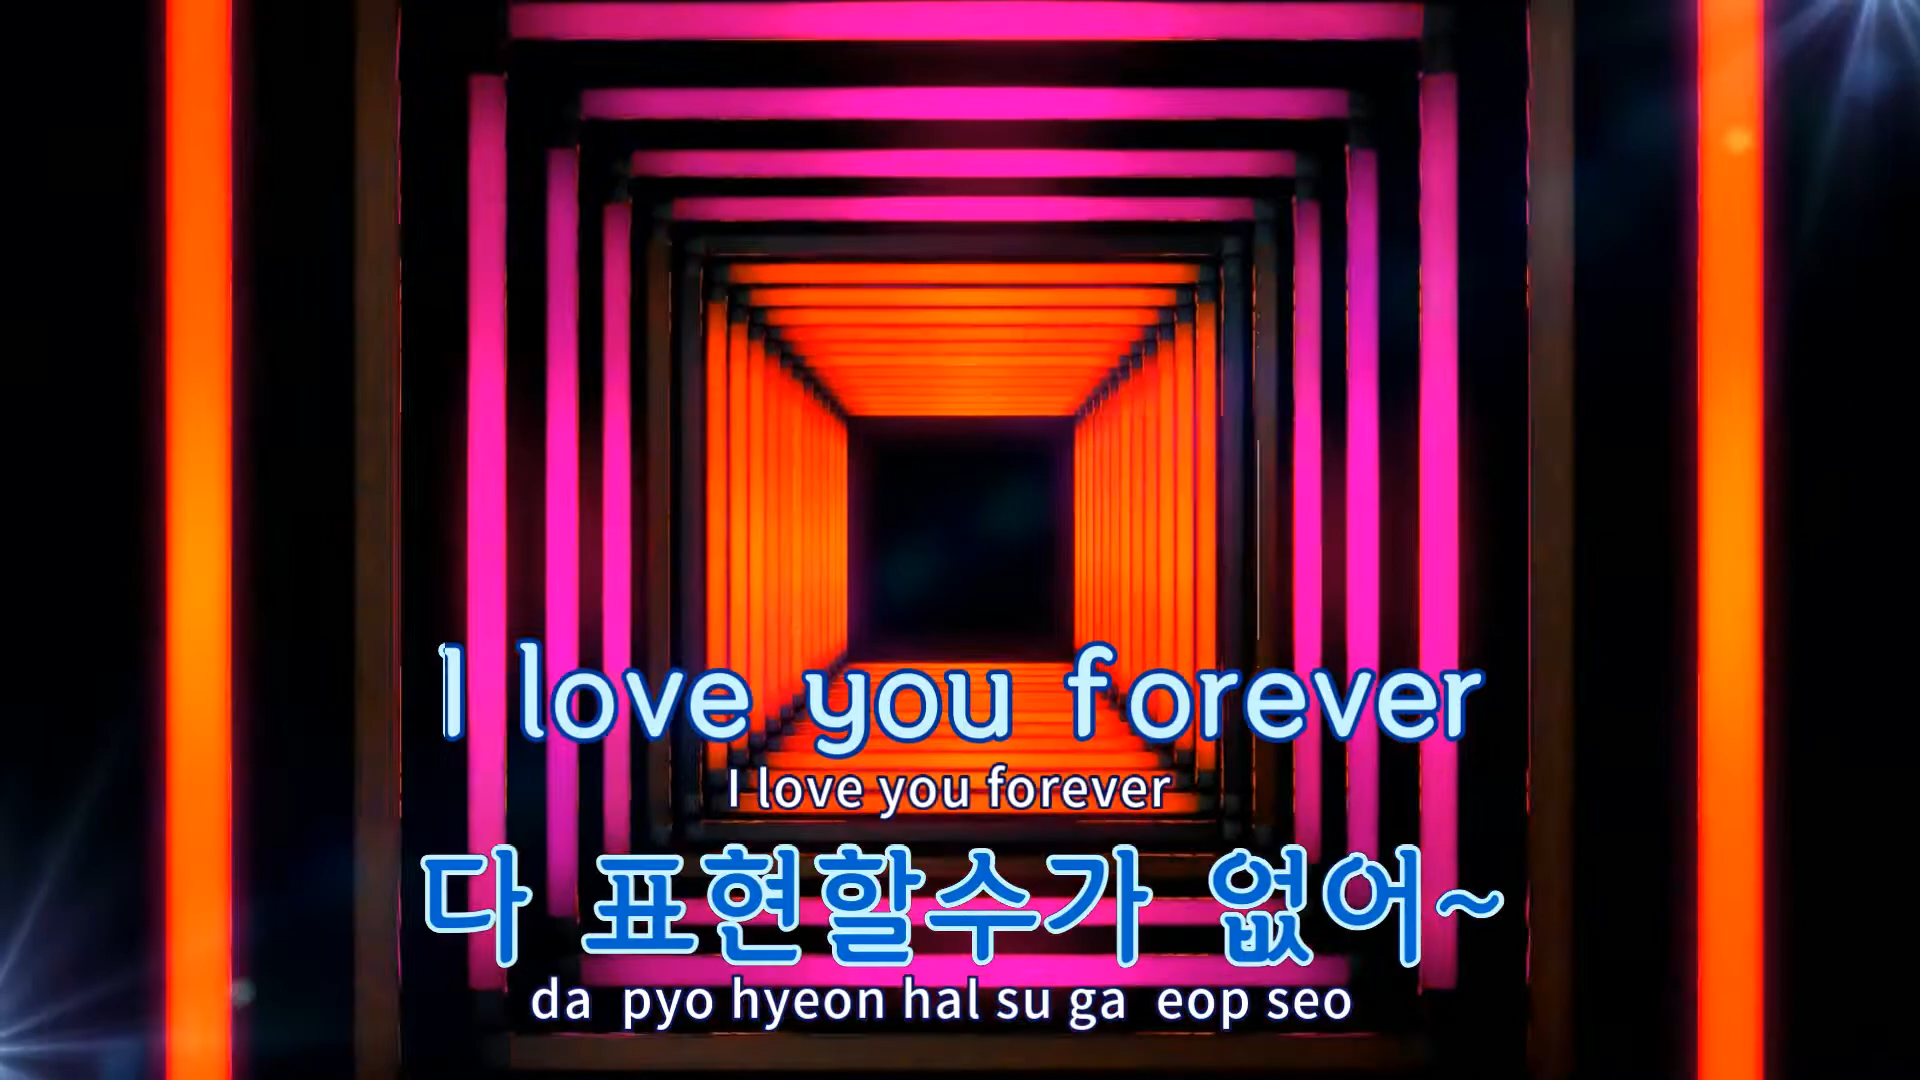 I love you forever
I love you forever
다 표현할수가 없어~
da pyo hyeon hal su ga eop seo